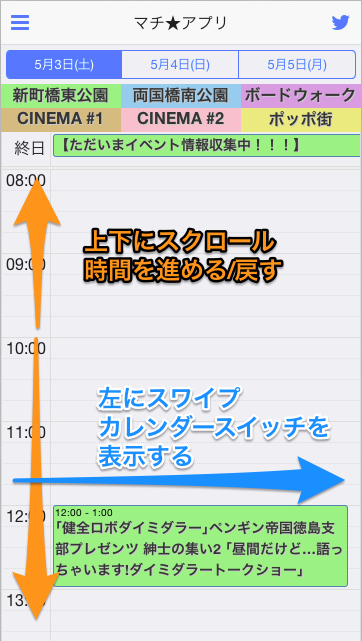 マチ★アプリ
5月3日(土) 5月4日(日) 5月5日(月)
新町橋東公園 両国橋南公園 ボードウォーク
CINEMA #1 CINEMA #2 ポッポ街
終日 【ただいまイベント情報収集中！！！】
08:00
上下にスクロール
時間を進める/戻す
09:00
10:00
左にスワイプ
カレンダースイッチを
表示する
11:00
12:00
12:00 - 1:00
「健全ロボダイミダラー」ペンギン帝国徳島支
部プレゼンツ 紳士の集い2 「昼間だけど…語っ
ちゃいます!ダイミダラートークショー」
13:00